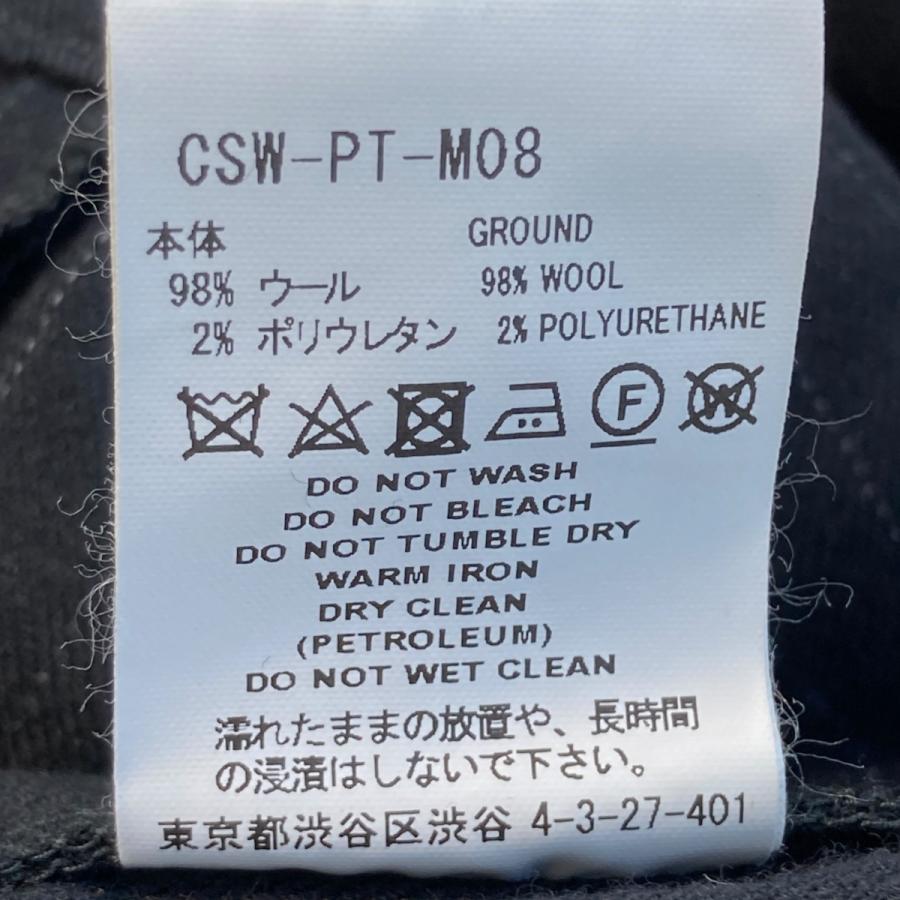 CSW-PT-M08
本体 GROUND
98% ウール 98% WOOL
2% ポリウレタン 2% POLYURETHANE
F W
DO NOT WASH
DO NOT BLEACH
DO NOT TUMBLE DRY
WARM IRON
DRY CLEAN
(PETROLEUM)
DO NOT WET CLEAN
濡れたままの放置や、長時間
の浸漬はしないで下さい。
東京都渋谷区渋谷 4-3-27-401